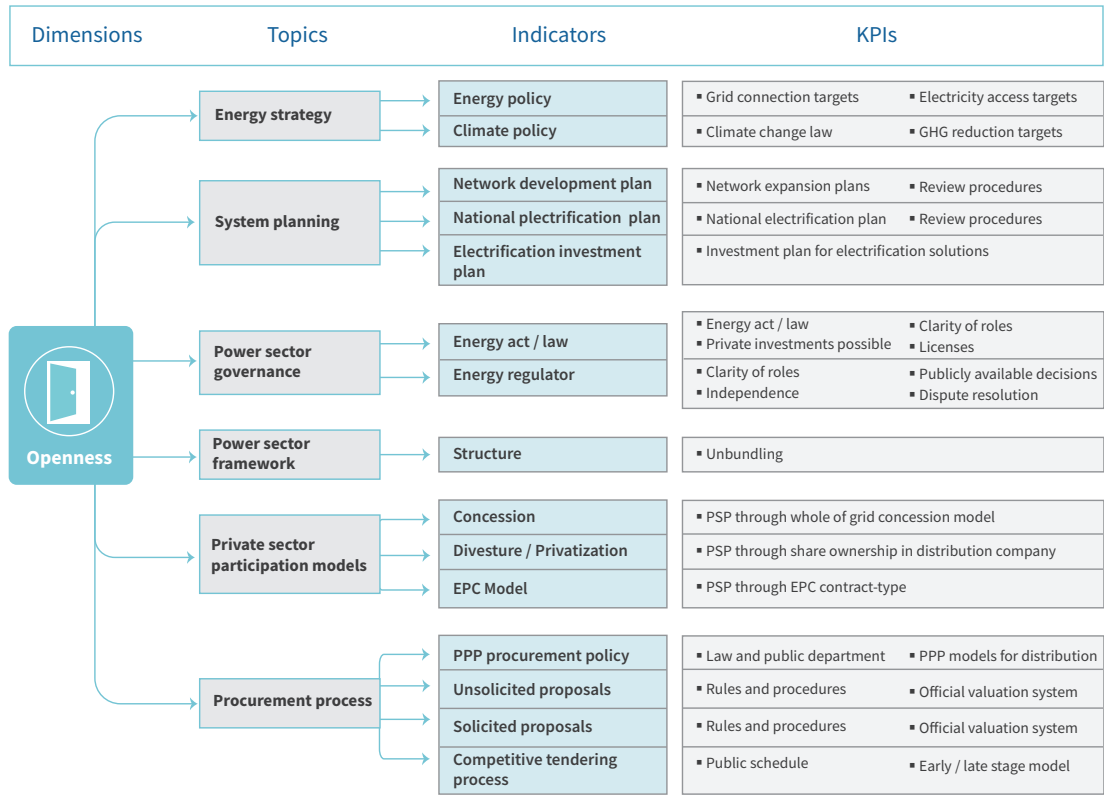 Dimensions Topics Indicators KPIs
Energy strategy
Energy policy
▪ Grid connection targets ▪ Electricity access targets
Climate policy
▪ Climate change law ▪ GHG reduction targets
System planning
Network development plan
▪ Network expansion plans ▪ Review procedures
National plectrification plan
▪ National electrification plan ▪ Review procedures
Electrification investment
plan
▪ Investment plan for electrification solutions
Openness
Power sector
governance
Energy act / law
▪ Energy act / law ▪ Clarity of roles
▪ Private investments possible ▪ Licenses
Energy regulator
▪ Clarity of roles ▪ Publicly available decisions
▪ Independence ▪ Dispute resolution
Power sector
framework
Structure
▪ Unbundling
Private sector
participation models
Concession
▪ PSP through whole of grid concession model
Divesture / Privatization
▪ PSP through share ownership in distribution company
EPC Model
▪ PSP through EPC contract-type
Procurement process
PPP procurement policy
▪ Law and public department ▪ PPP models for distribution
Unsolicited proposals
▪ Rules and procedures ▪ Official valuation system
Solicited proposals
▪ Rules and procedures ▪ Official valuation system
Competitive tendering
process
▪ Public schedule ▪ Early / late stage model